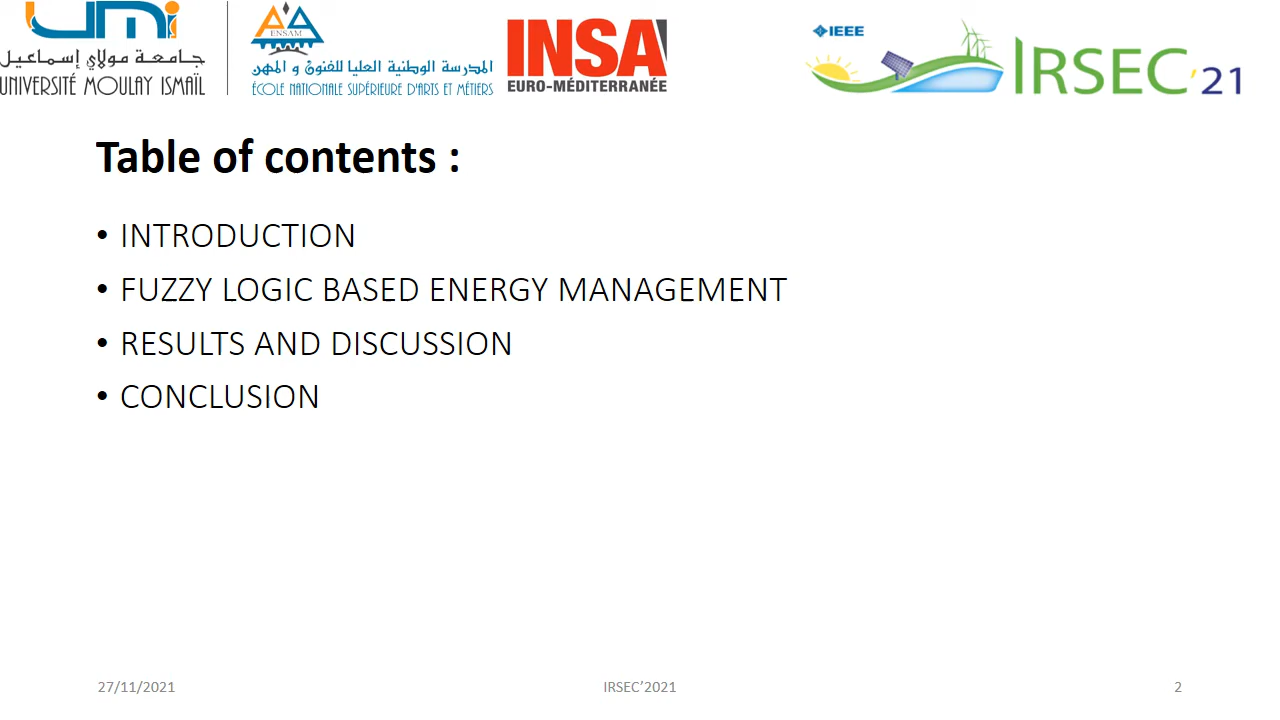 umi
جامعة مولاي إسماعيل
UNIVERSITÉ MOULAY ISMAÏL
ENSAM
المدرسة الوطنية العليا للفنون و المهن
ÉCOLE NATIONALE SUPÉRIEURE D'ARTS ET MÉTIERS
INSA
EURO-MÉDITERRANÉE
IEEE
IRSEC'21
Table of contents :
• INTRODUCTION
• FUZZY LOGIC BASED ENERGY MANAGEMENT
• RESULTS AND DISCUSSION
• CONCLUSION
27/11/2021
IRSEC’2021
2